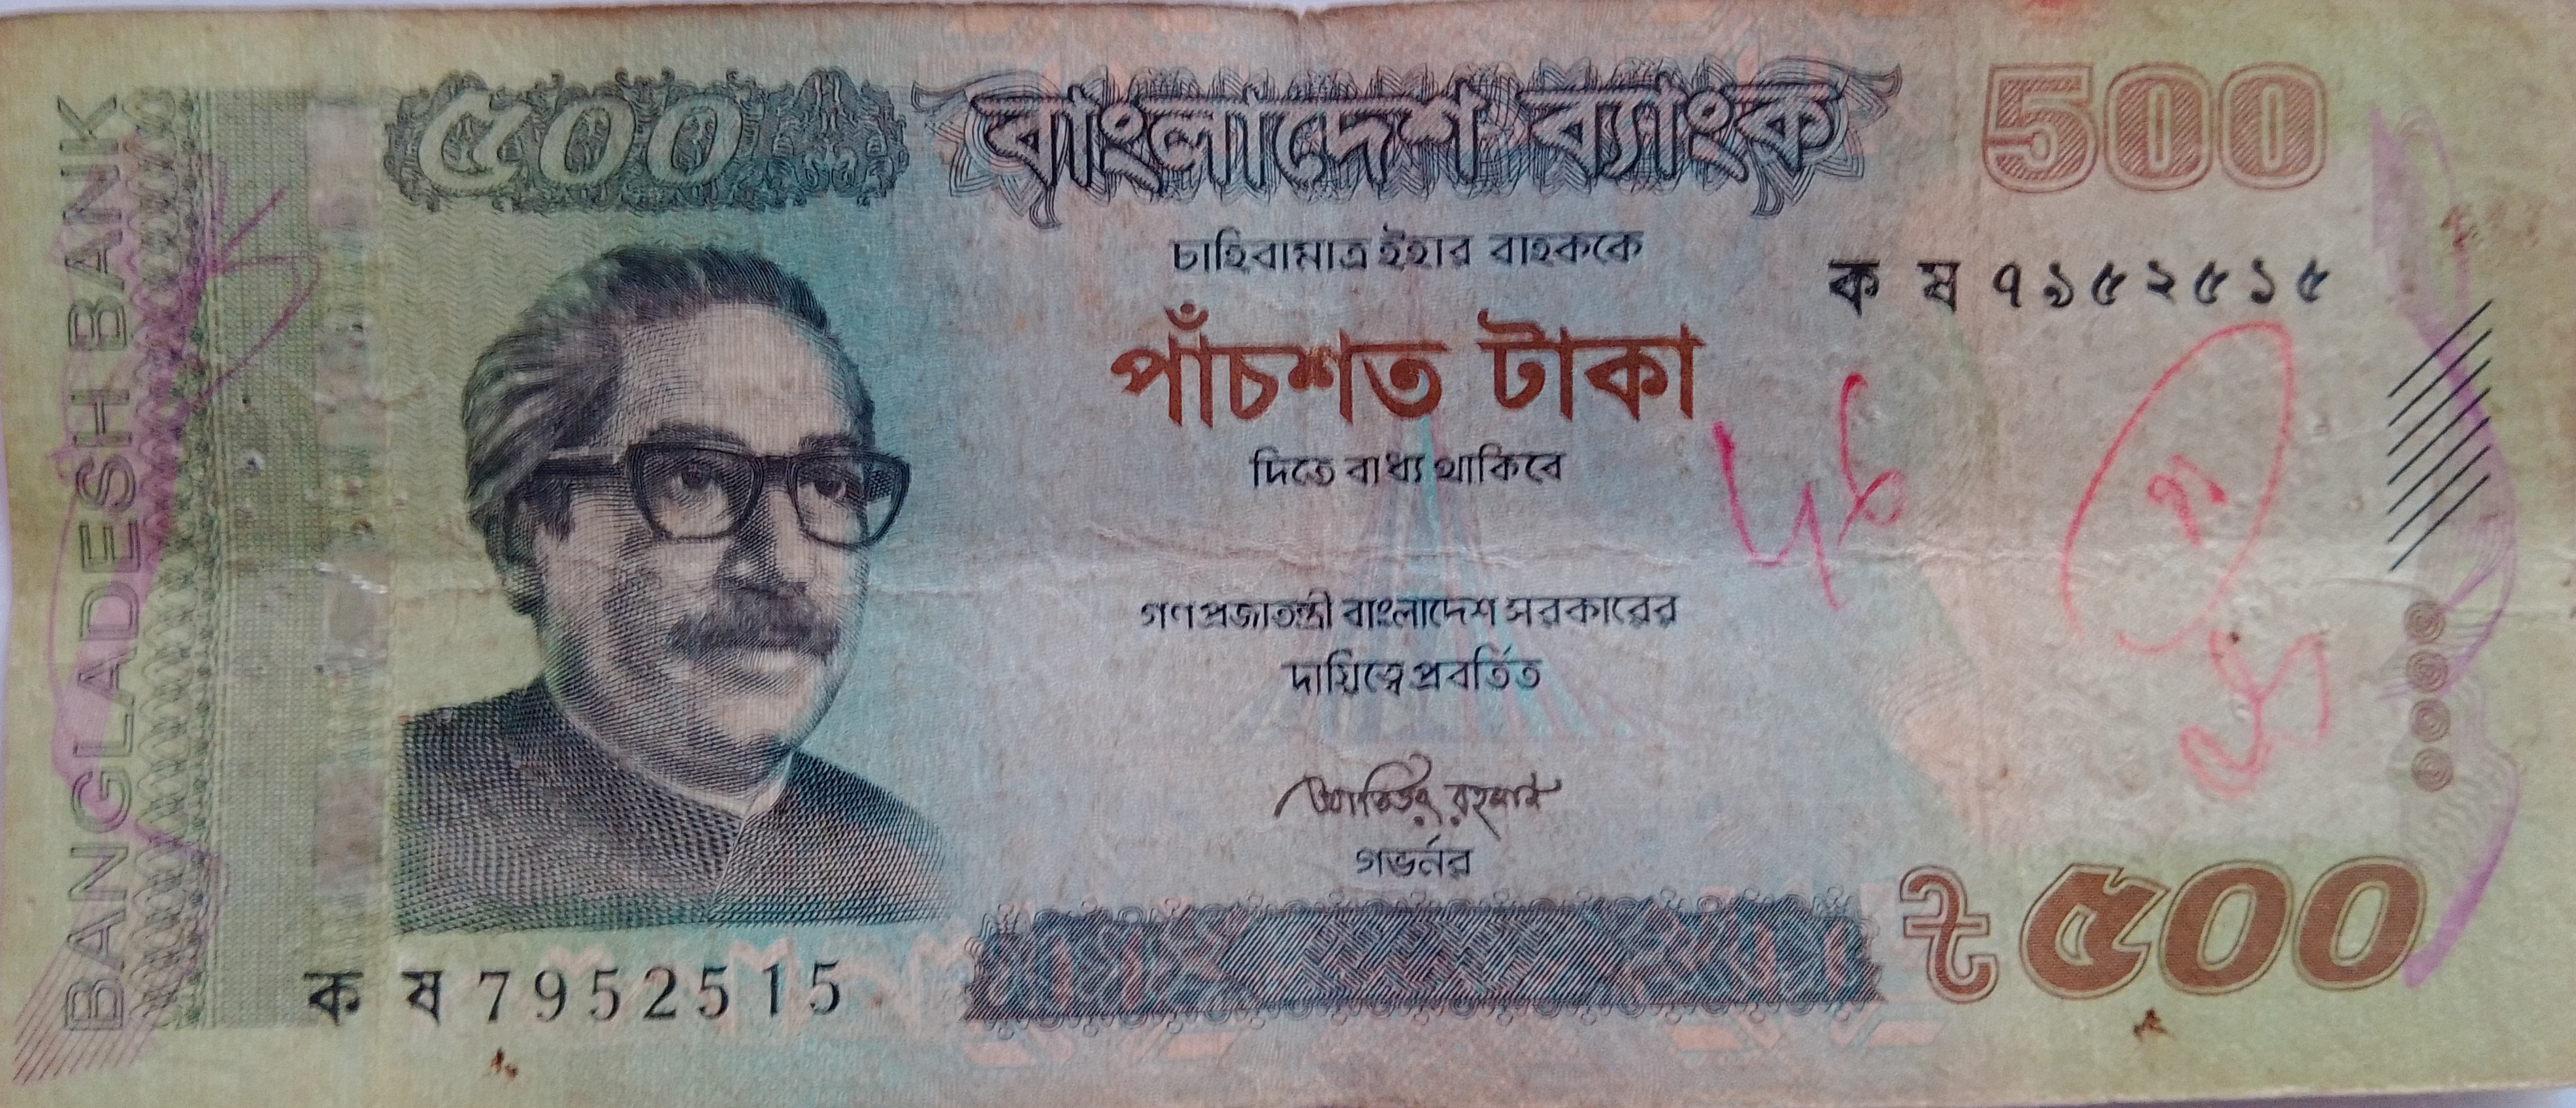 BANGLADESH BANK
৫০০
বাংলাদেশ ব্যাংক
500
চাহিবামাত্র ইহার বাহককে
ক ষ ৭৯৫২৫১৫
পাঁচশত টাকা
দিতে বাধ্য থাকিবে
গণপ্রজাতন্ত্রী বাংলাদেশ সরকারের
দায়িত্বে প্রবর্তিত
আতিউর রহমান
গভর্নর
৳ ৫০০
ক ষ 7952515